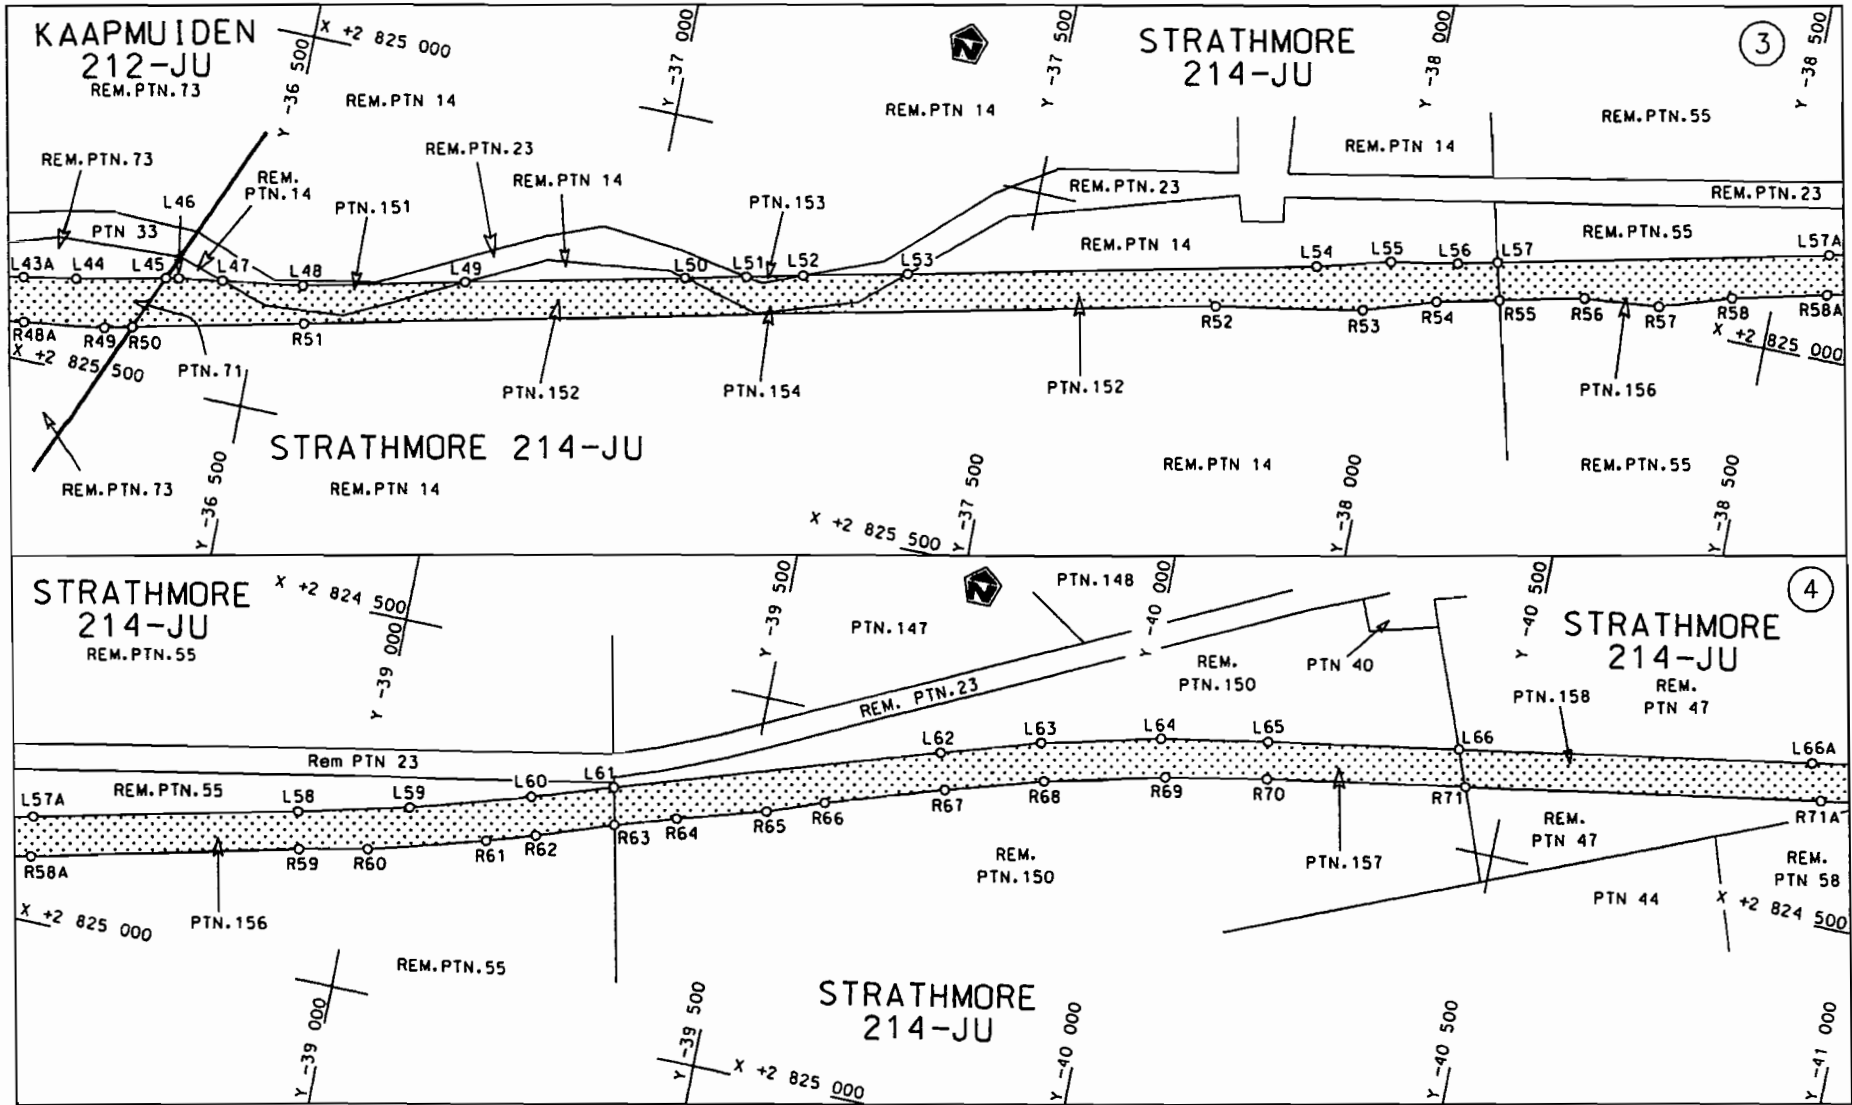 KAAPMUIDEN
212-JU
REM.PTN.73
Y -36 500
X +2 825 000
REM.PTN 14
Y -37 000
N
REM.PTN 14
Y -37 500
STRATHMORE
214-JU
Y -38 000
REM.PTN 14
REM.PTN.55
3
Y -38 500
REM.PTN.73
REM.
PTN.14
L46
PTN.151
REM.PTN.23
REM.PTN 14
PTN.153
REM.PTN.23
REM.PTN.23
PTN 33
REM.PTN 14
REM.PTN.55
L43A
L44
L45
L47
L48
L49
L50
L51
L52
L53
L54
L55
L56
L57
L57A
R48A
R49
R50
R51
R52
R53
R54
R55
R56
R57
R58
R58A
X +2 825 500
X +2 825 000
PTN.71
PTN.152
PTN.154
PTN.152
PTN.156
STRATHMORE 214-JU
REM.PTN.73
Y -36 500
REM.PTN 14
X +2 825 500
Y -37 500
REM.PTN 14
Y -38 000
REM.PTN.55
Y -38 500
STRATHMORE
214-JU
REM.PTN.55
X +2 824 500
Y -39 000
Y -39 500
PTN.147
N
PTN.148
Y -40 000
REM.
PTN.150
PTN 40
Y -40 500
4
STRATHMORE
214-JU
REM.
PTN 47
PTN.158
Rem PTN 23
REM. PTN.23
REM.PTN.55
L57A
L58
L59
L60
L61
L62
L63
L64
L65
L66
L66A
R58A
R59
R60
R61
R62
R63
R64
R65
R66
R67
R68
R69
R70
R71
R71A
X +2 825 000
PTN.156
REM.PTN.55
REM.
PTN.150
PTN.157
REM.
PTN 47
PTN 44
REM.
PTN 58
X +2 824 500
Y -39 000
Y -39 500
X +2 825 000
STRATHMORE
214-JU
Y -40 000
Y -40 500
Y -41 000